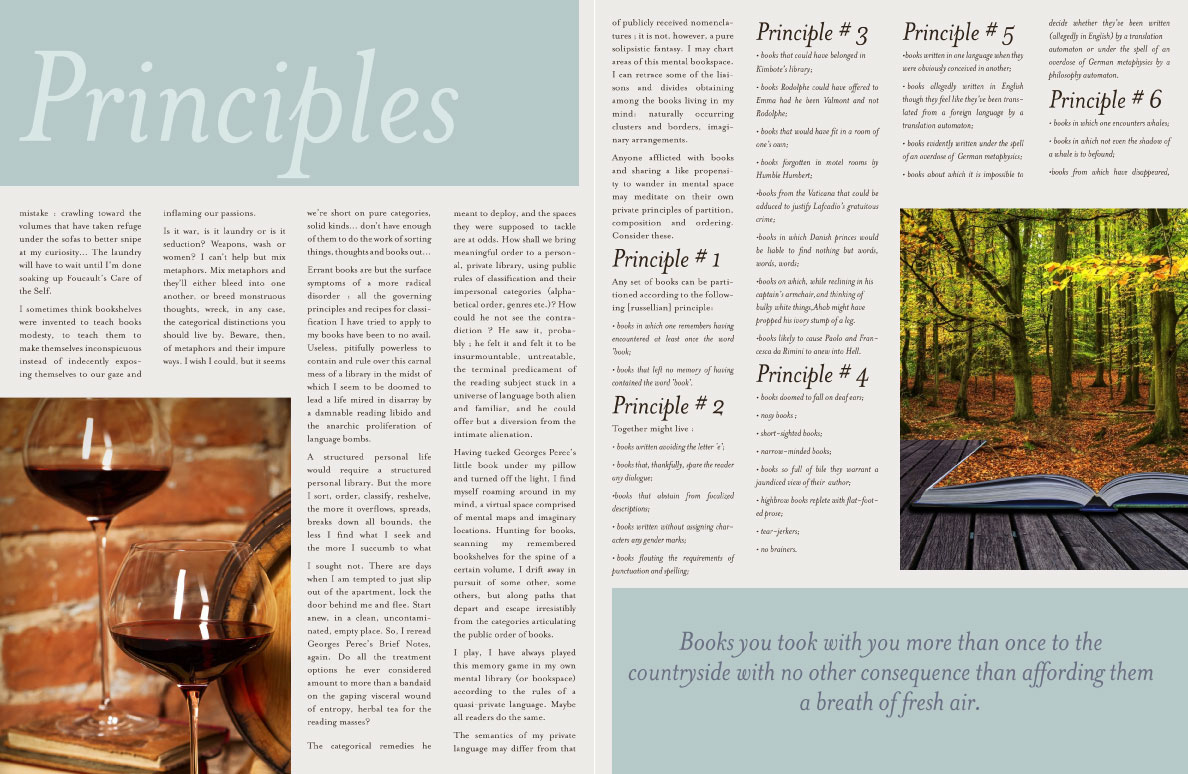 Principles
mistake : crawling toward the
volumes that have taken refuge
under the sofas to better snipe
at my curiosity... The laundry
will have to wait until I'm done
soaking up Foucault's Care of
the Self.
I sometimes think bookshelves
were invented to teach books
modesty, to teach them to
make themselves inconspicuous
instead of indecently expos-
ing themselves to our gaze and
inflaming our passions.
Is it war, is it laundry or is it
seduction? Weapons, wash or
women? I can't help but mix
metaphors. Mix metaphors and
they'll either bleed into one
another, or breed monstruous
thoughts, wreck, in any case,
the categorical distinctions you
should live by. Beware, then,
of metaphors and their impure
ways. I wish I could, but it seems
we're short on pure categories,
solid kinds... don't have enough
of them to do the work of sorting
things, thoughts and books out...
Errant books are but the surface
symptoms of a more radical
disorder : all the governing
principles and recipes for classi-
fication I have tried to apply to
my books have been to no avail.
Useless, pitifully powerless to
contain and rule over this carnal
mess of a library in the midst of
which I seem to be doomed to
lead a life mired in disarray by
a damnable reading libido and
the anarchic proliferation of
language bombs.
A structured personal life
would require a structured
personal library. But the more
I sort, order, classify, reshelve,
the more it overflows, spreads,
breaks down all bounds, the
less I find what I seek and
the more I succumb to what
I sought not. There are days
when I am tempted to just slip
out of the apartment, lock the
door behind me and flee. Start
anew, in a clean, uncontami-
nated, empty place. So, I reread
Georges Perec's Brief Notes,
again. Do all the treatment
options he ever considered
amount to more than a bandaid
on the gaping visceral wound
of entropy, herbal tea for the
reading masses?
The categorical remedies he
meant to deploy, and the spaces
they were supposed to tackle
are at odds. How shall we bring
meaningful order to a person-
al, private library, using public
rules of classification and their
impersonal categories (alpha-
betical order, genres etc.)? How
could he not see the contra-
diction ? He saw it, proba-
bly ; he felt it and felt it to be
insurmountable, untreatable,
the terminal predicament of
the reading subject stuck in a
universe of language both alien
and familiar, and he could
offer but a diversion from the
intimate alienation.
Having tucked Georges Perec's
little book under my pillow
and turned off the light, I find
myself roaming around in my
mind, a virtual space comprised
of mental maps and imaginary
locations. Hunting for books,
scanning my remembered
bookshelves for the spine of a
certain volume, I drift away in
pursuit of some other, some
others, but along paths that
depart and escape irresistibly
from the categories articulating
the public order of books.
I play, I have always played
this memory game in my own
mental library (or bookspace)
according to the rules of a
quasi-private language. Maybe
all readers do the same.
The semantics of my private
language may differ from that
of publicly received nomencla-
tures ; it is not, however, a pure
solipsistic fantasy. I may chart
areas of this mental bookspace.
I can retrace some of the liai-
sons and divides obtaining
among the books living in my
mind: naturally occurring
clusters and borders, imagi-
nary arrangements.
Anyone afflicted with books
and sharing a like propensi-
ty to wander in mental space
may meditate on their own
private principles of partition,
composition and ordering.
Consider these.
Principle # 1
Any set of books can be parti-
tioned according to the follow-
ing [russellian] principle:
• books in which one remembers having
encountered at least once the word
'book;
• books that left no memory of having
contained the word 'book'.
Principle # 2
Together might live :
• books written avoiding the letter 'e';
• books that, thankfully, spare the reader
any dialogue;
•books that abstain from focalized
descriptions;
• books written without assigning char-
acters any gender marks;
• books flouting the requirements of
punctuation and spelling;
Principle # 3
• books that could have belonged in
Kimbote's library;
• books Rodolphe could have offered to
Emma had he been Valmont and not
Rodolphe;
• books that would have fit in a room of
one's own;
• books forgotten in motel rooms by
Humble Humbert;
•books from the Vaticana that could be
adduced to justify Lafcadio's gratuitous
crime;
•books in which Danish princes would
be liable to find nothing but words,
words, words;
•books on which, while reclining in his
captain's armchair, and thinking of
bulky white things, Ahab might have
propped his ivory stump of a leg.
•books likely to cause Paolo and Fran-
cesca da Rimini to anew into Hell.
Principle # 4
• books doomed to fall on deaf ears;
• nosy books ;
• short-sighted books;
• narrow-minded books;
• books so full of bile they warrant a
jaundiced view of their author;
• highbrow books replete with flat-foot-
ed prose;
• tear-jerkers;
• no brainers.
Principle # 5
•books written in one language when they
were obviously conceived in another;
• books allegedly written in English
though they feel like they've been trans-
lated from a foreign language by a
translation automaton;
• books evidently written under the spell
of an overdose of German metaphysics;
• books about which it is impossible to
decide whether they've been written
(allegedly in English) by a translation
automaton or under the spell of an
overdose of German metaphysics by a
philosophy automaton.
Principle # 6
• books in which one encounters whales;
• books in which not even the shadow of
a whale is to befound;
•books from which have disappeared,
Books you took with you more than once to the
countryside with no other consequence than affording them
a breath of fresh air.